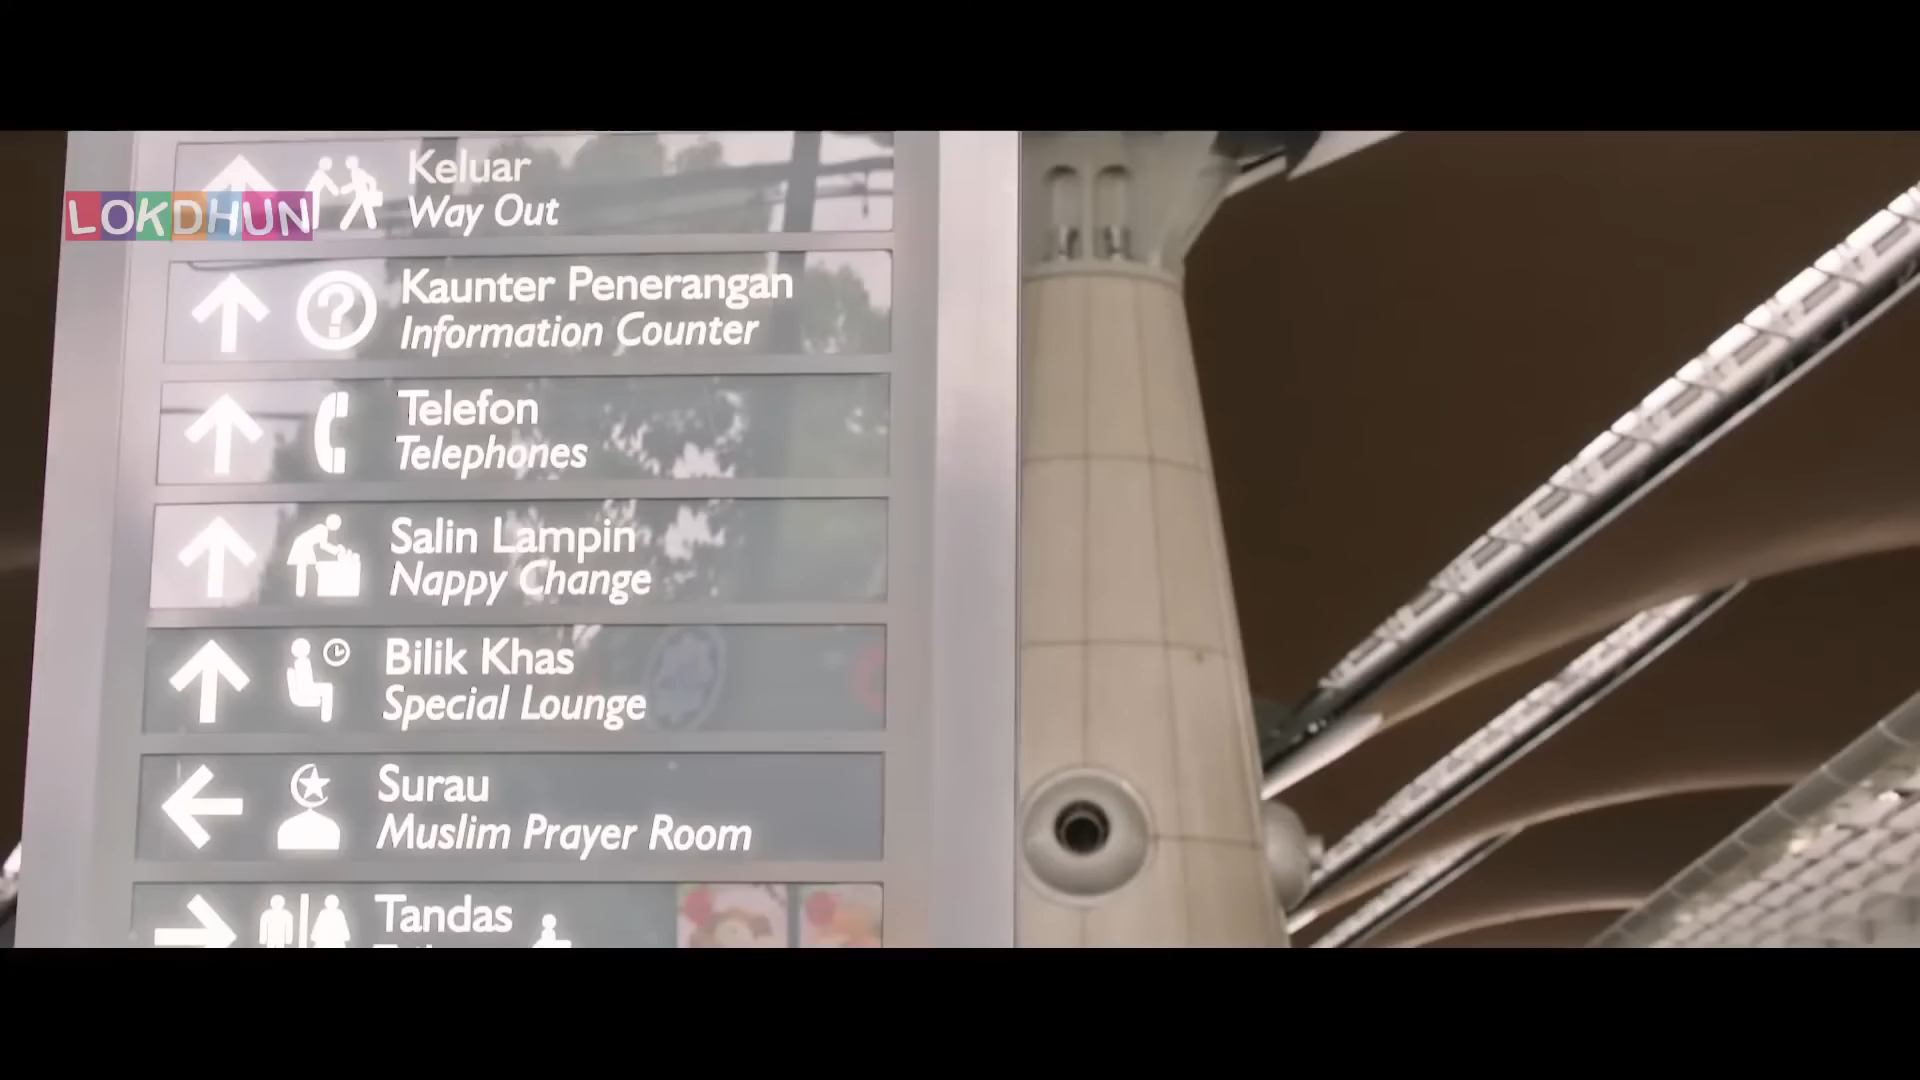 Keluar
Way Out
LOKDHUN
Kaunter Penerangan
Information Counter
Telefon
Telephones
Salin Lampin
Nappy Change
Bilik Khas
Special Lounge
Surau
Muslim Prayer Room
Tandas